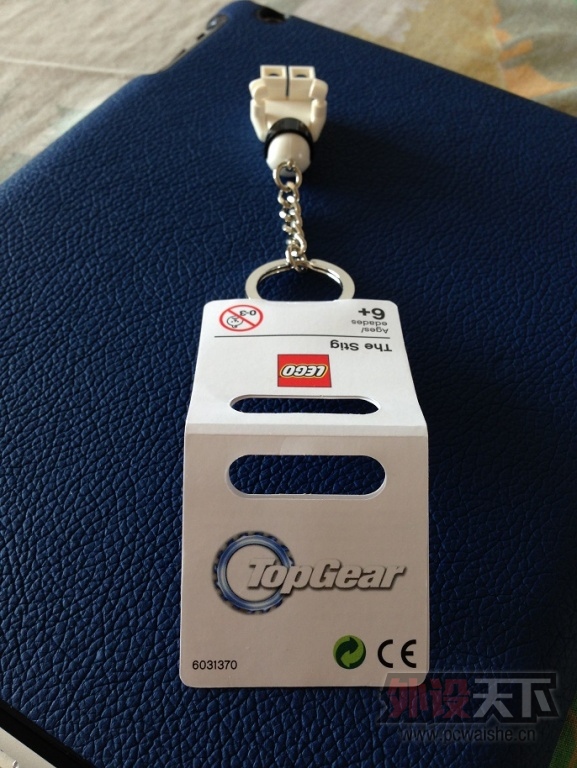 0-3
6+
Ages/
edades
The Stig
LEGO
TopGear
6031370
CE
外设天下
www.pcwaishe.cn